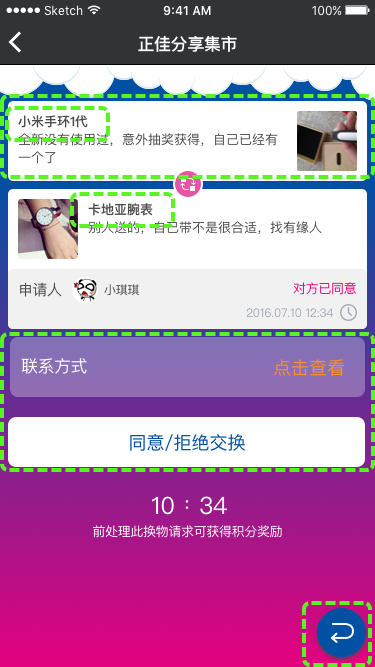 Sketch 9:41 AM 100%
正佳分享集市
小米手环1代
全新没有使用过，意外抽奖获得，自己已经有
一个了
卡地亚腕表
别人送的，自己带不是很合适，找有缘人
申请人 小琪琪 对方已同意
2016.07.10 12:34
联系方式 点击查看
同意/拒绝交换
10 : 34
前处理此换物请求可获得积分奖励